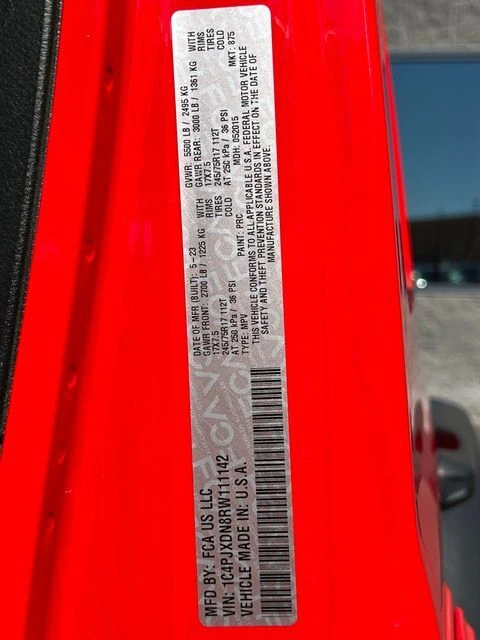 MFD BY: FCA US LLC
DATE OF MFR (BUILT): 5-23
GVWR: 5500 LB / 2495 KG
GAWR FRONT: 2700 LB / 1225 KG WITH
GAWR REAR: 3000 LB / 1361 KG WITH
17X7.5 RIMS
17X7.5 RIMS
245/75R17 112T TIRES
245/75R17 112T TIRES
AT 250 kPa / 36 PSI COLD
AT 250 kPa / 36 PSI COLD
VIN: 1C4PJXDN8RW111142
TYPE: MPV
PAINT: PRC
MDH: 052015
MKT: 875
VEHICLE MADE IN: U.S.A.
THIS VEHICLE CONFORMS TO ALL APPLICABLE U.S.A. FEDERAL MOTOR VEHICLE
SAFETY AND THEFT PREVENTION STANDARDS IN EFFECT ON THE DATE OF
MANUFACTURE SHOWN ABOVE.